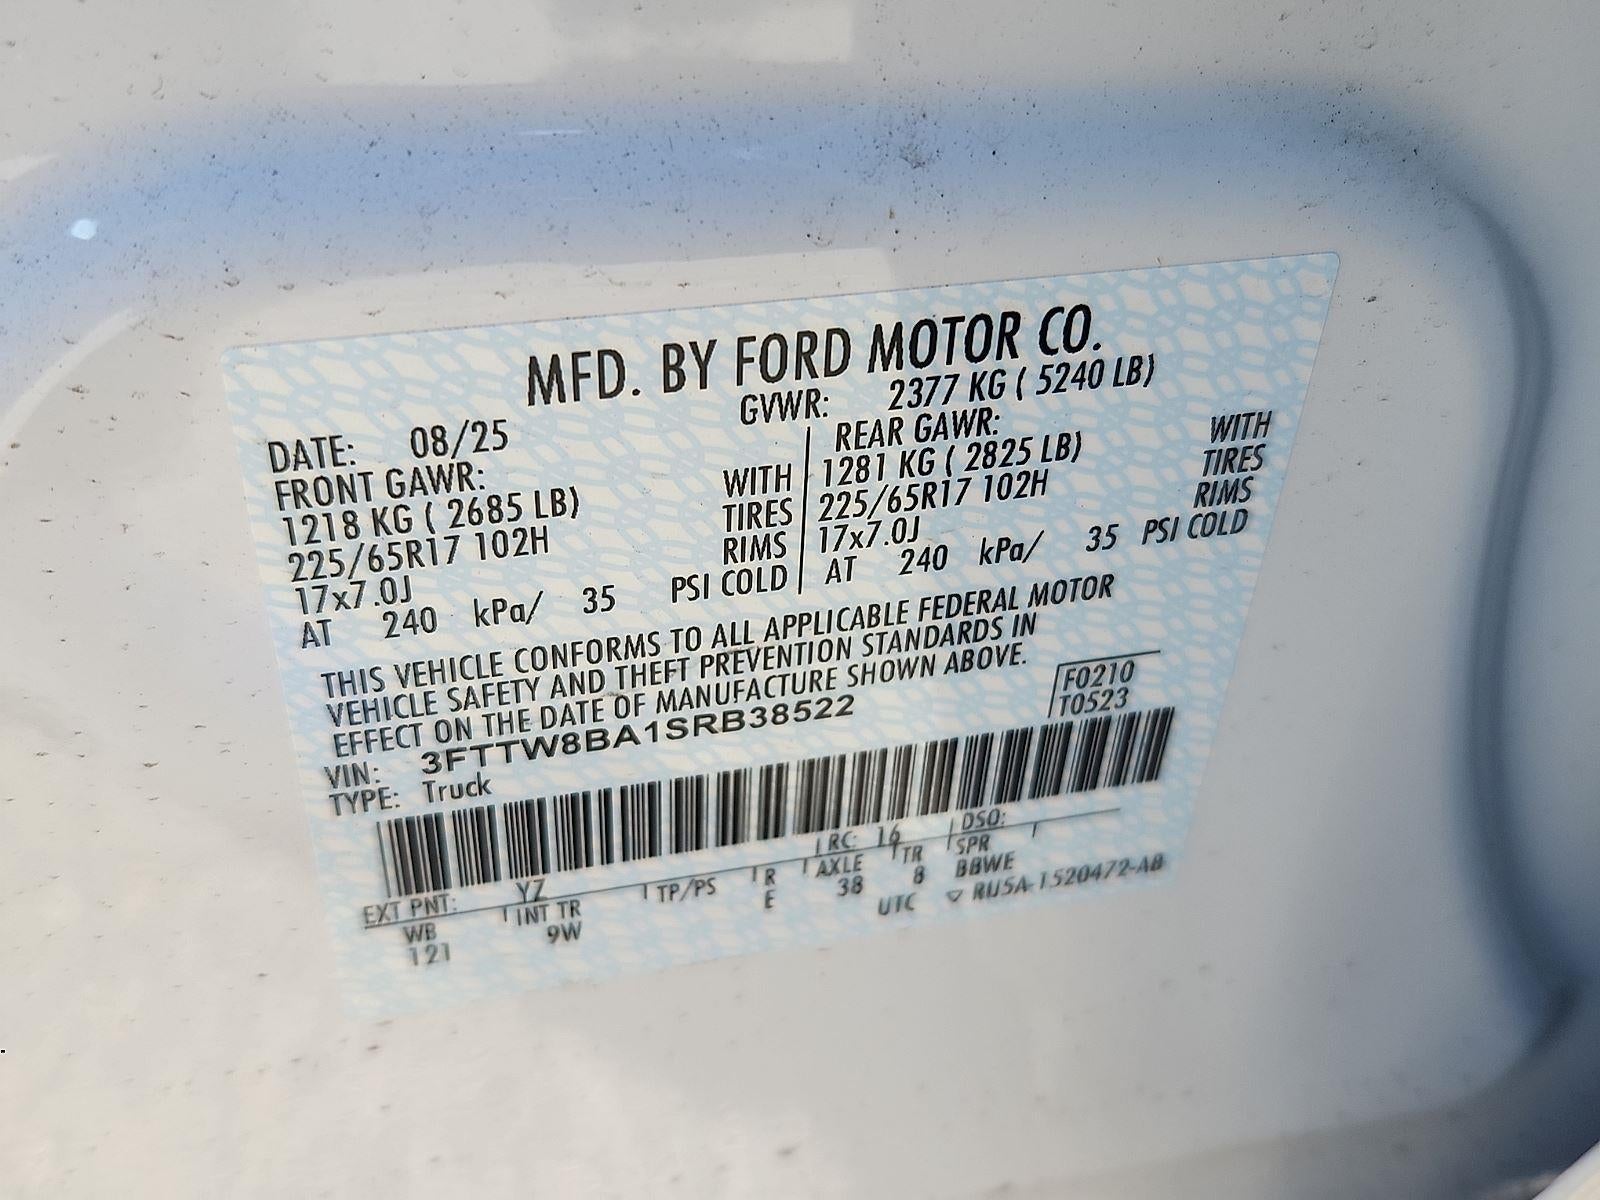 MFD. BY FORD MOTOR CO.
DATE: 08/25 GVWR: 2377 KG ( 5240 LB)
FRONT GAWR: REAR GAWR:
1218 KG ( 2685 LB) WITH 1281 KG ( 2825 LB) WITH
225/65R17 102H TIRES 225/65R17 102H TIRES
17x7.0J RIMS 17x7.0J RIMS
AT 240 kPa/ 35 PSI COLD AT 240 kPa/ 35 PSI COLD
THIS VEHICLE CONFORMS TO ALL APPLICABLE FEDERAL MOTOR
VEHICLE SAFETY AND THEFT PREVENTION STANDARDS IN
EFFECT ON THE DATE OF MANUFACTURE SHOWN ABOVE.
VIN: 3FTTW8BA1SRB38522 F0210
TYPE: Truck T0523
EXT PNT: YZ RC: 16 DSO:
WB INT TR TP/PS R AXLE TR SPR
121 9W E 38 8 BBWE
UTC ▽ RU5A-1520472-AB